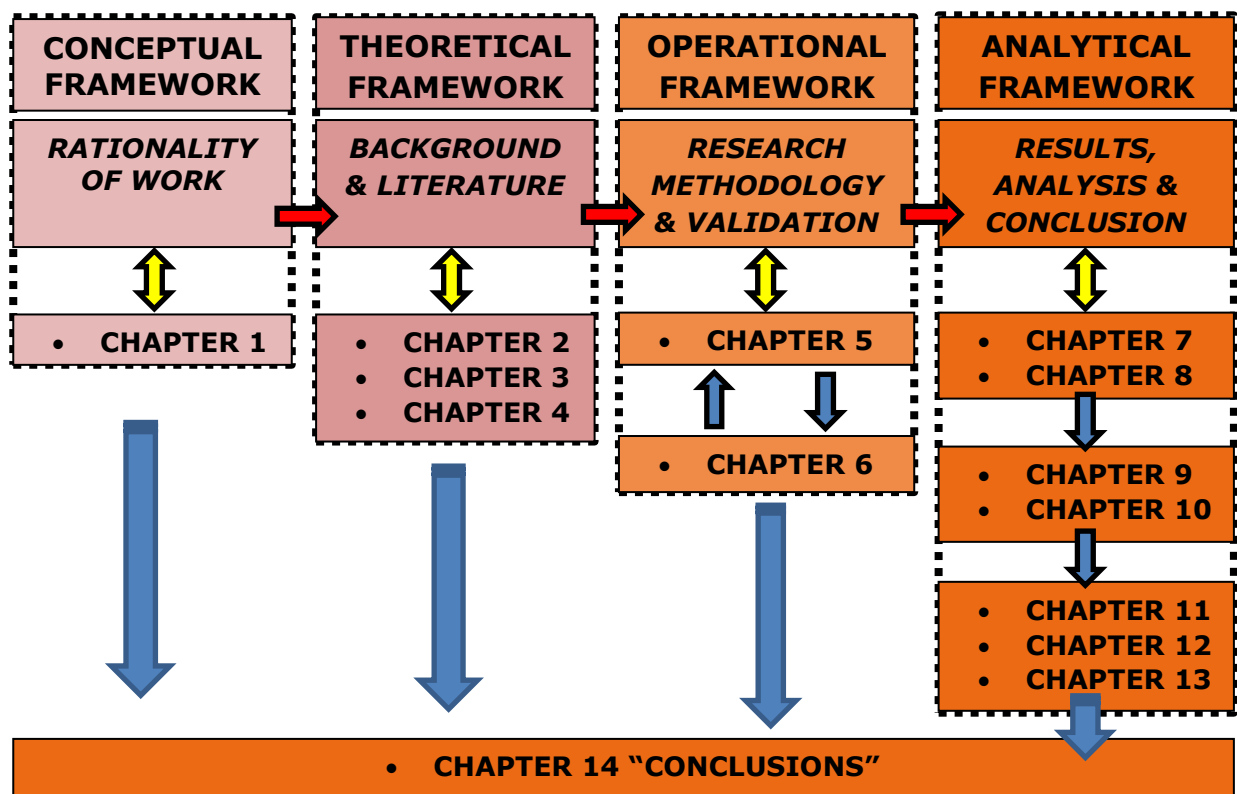 CONCEPTUAL
FRAMEWORK
RATIONALITY
OF WORK
• CHAPTER 1
THEORETICAL
FRAMEWORK
BACKGROUND
& LITERATURE
• CHAPTER 2
• CHAPTER 3
• CHAPTER 4
OPERATIONAL
FRAMEWORK
RESEARCH
METHODOLOGY
& VALIDATION
• CHAPTER 5
• CHAPTER 6
ANALYTICAL
FRAMEWORK
RESULTS,
ANALYSIS &
CONCLUSION
• CHAPTER 7
• CHAPTER 8
• CHAPTER 9
• CHAPTER 10
• CHAPTER 11
• CHAPTER 12
• CHAPTER 13
• CHAPTER 14 “CONCLUSIONS”